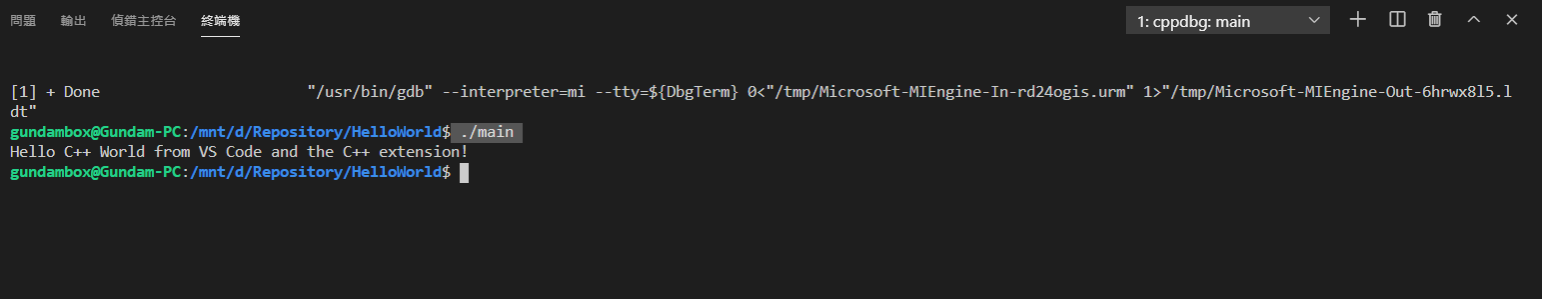 問題 輸出 偵錯主控台 終端機 1: cppdbg: main
[1] + Done "/usr/bin/gdb" --interpreter=mi --tty=${DbgTerm} 0<"/tmp/Microsoft-MIEngine-In-rd24ogis.urm" 1>"/tmp/Microsoft-MIEngine-Out-6hrwx8l5.l
dt"
gundambox@Gundam-PC:/mnt/d/Repository/HelloWorld$ ./main
Hello C++ World from VS Code and the C++ extension!
gundambox@Gundam-PC:/mnt/d/Repository/HelloWorld$